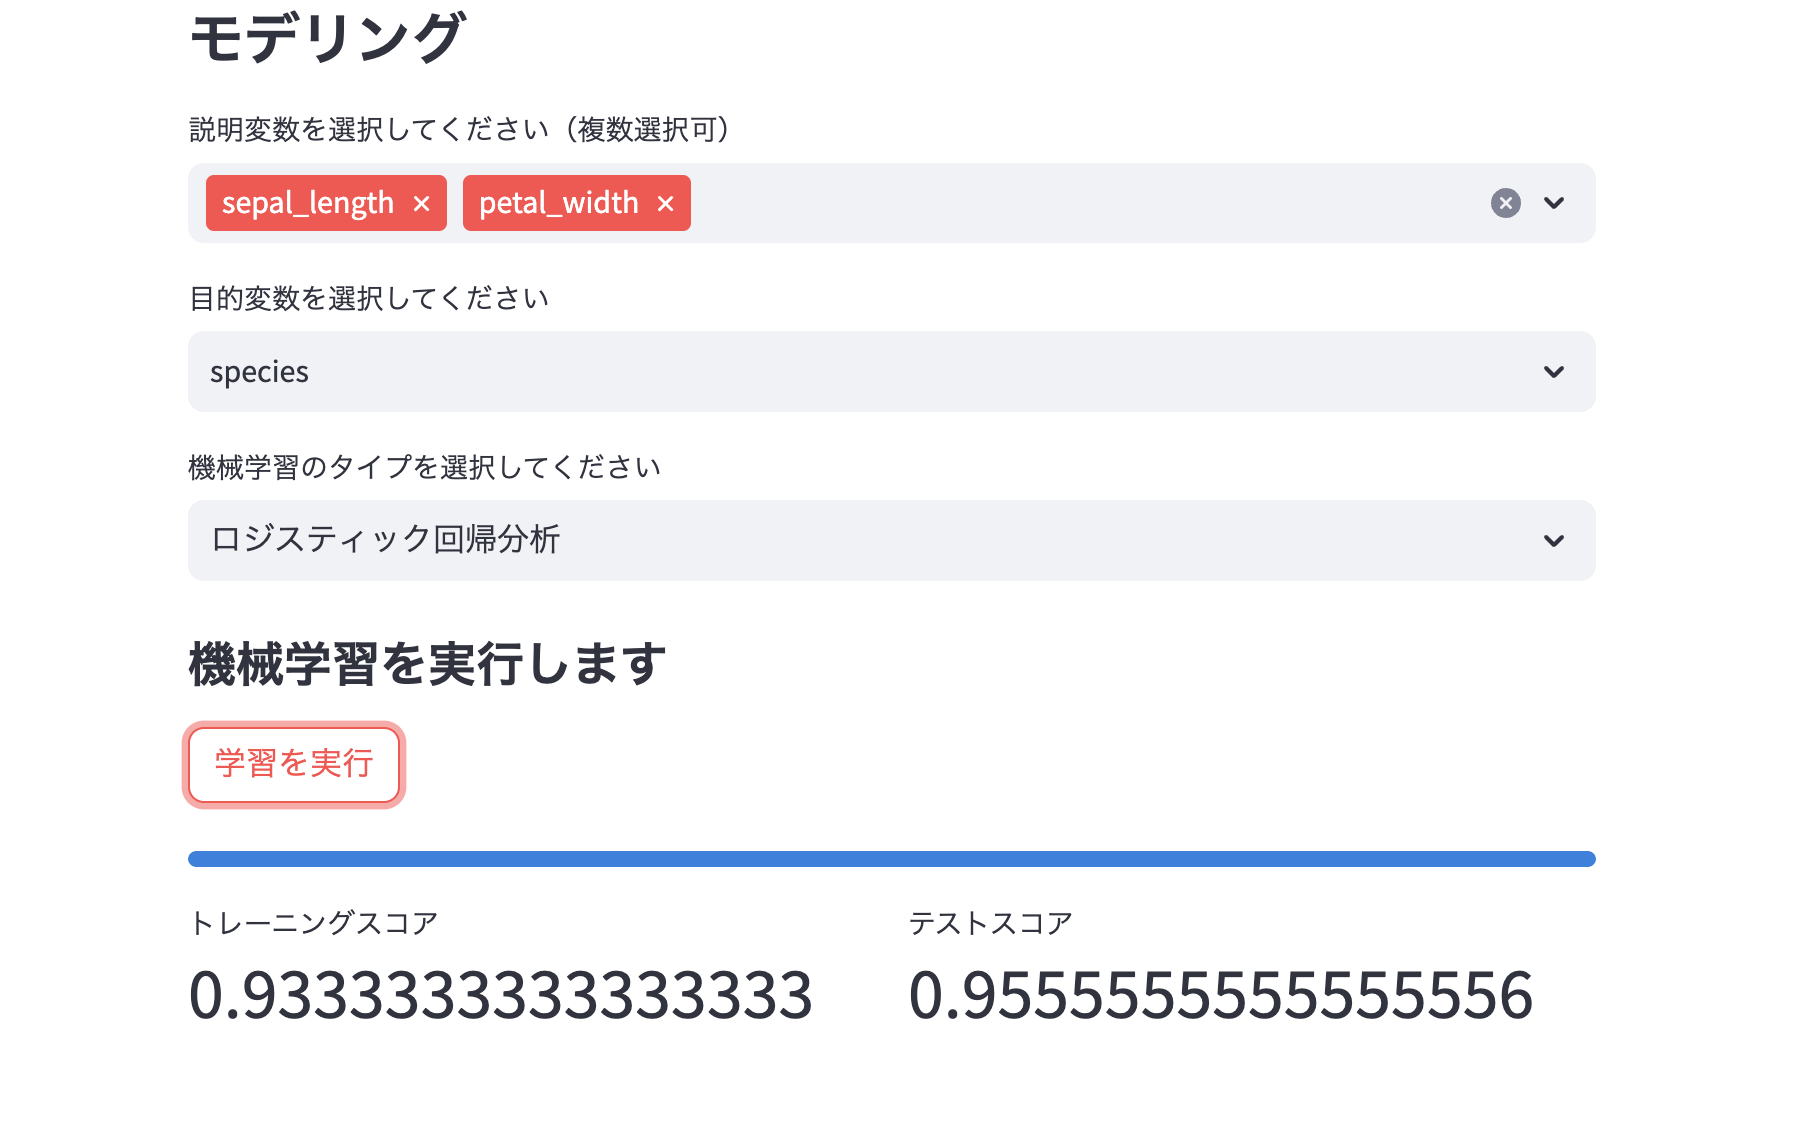 モデリング
説明変数を選択してください（複数選択可）
sepal_length × petal_width ×
目的変数を選択してください
species
機械学習のタイプを選択してください
ロジスティック回帰分析
機械学習を実行します
学習を実行
トレーニングスコア テストスコア
0.9333333333333333 0.9555555555555556